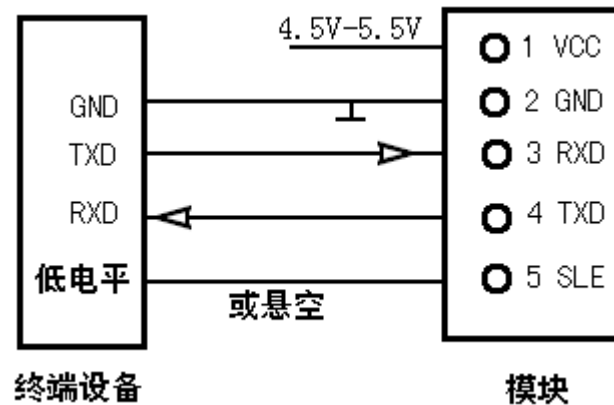 4.5V-5.5V
1 VCC
GND
2 GND
TXD
3 RXD
RXD
4 TXD
低电平
5 SLE
或悬空
终端设备
模块